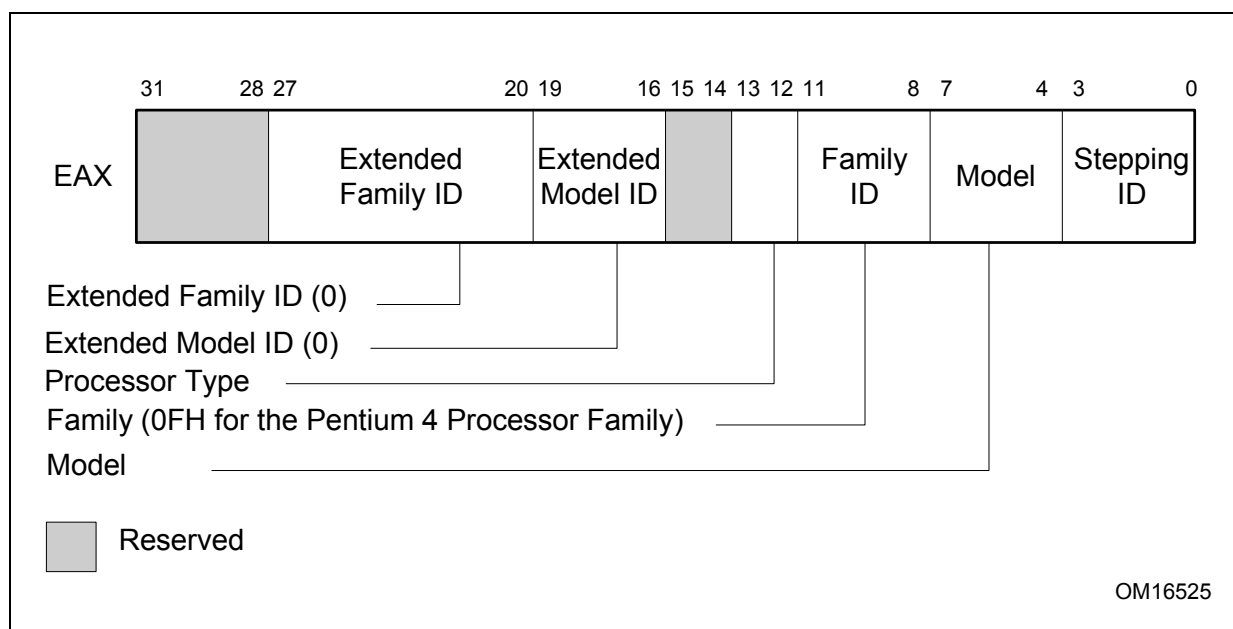 31 28 27 20 19 16 15 14 13 12 11 8 7 4 3 0
EAX
Extended
Family ID
Extended
Model ID
Family
ID
Model
Stepping
ID
Extended Family ID (0)
Extended Model ID (0)
Processor Type
Family (0FH for the Pentium 4 Processor Family)
Model
Reserved
OM16525